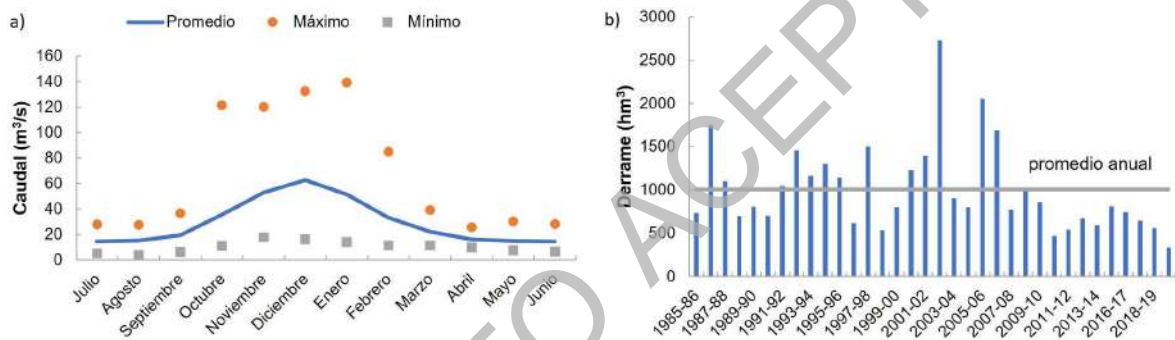 a)
Promedio
Máximo
Mínimo
Caudal (m³/s)
160
140
120
100
80
60
40
20
0
Julio
Agosto
Septiembre
Octubre
Noviembre
Diciembre
Enero
Febrero
Marzo
Abril
Mayo
Junio
b)
Derrame (hm³)
3000
2500
2000
1500
1000
500
0
promedio anual
1985-86
1987-88
1989-90
1991-92
1993-94
1995-96
1997-98
1999-00
2001-02
2003-04
2005-06
2007-08
2009-10
2011-12
2013-14
2016-17
2018-19
TO ACEP